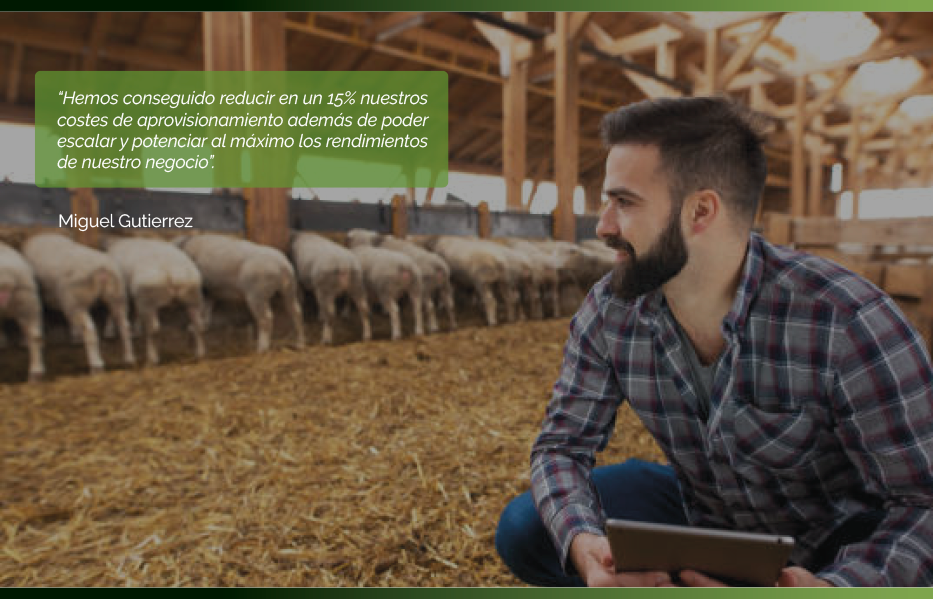 “Hemos conseguido reducir en un 15% nuestros
costes de aprovisionamiento además de poder
escalar y potenciar al máximo los rendimientos
de nuestro negocio”.
Miguel Gutierrez